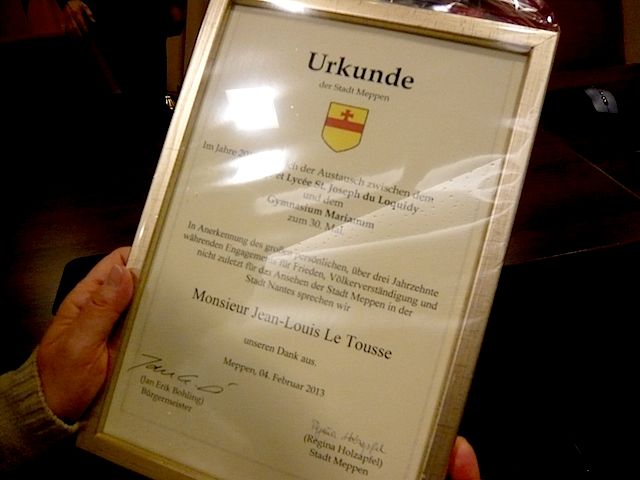 Urkunde
der Stadt Meppen
Im Jahre der Austausch zwischen dem
et Lycée St. Joseph du Loquidy
und dem
Gymnasium Marianum
zum 30. Mal.
In Anerkennung des großen persönlichen, über drei Jahrzehnte
währenden Engagements für Frieden, Völkerverständigung und
nicht zuletzt für das Ansehen der Stadt Meppen in der
Stadt Nantes sprechen wir
Monsieur Jean-Louis Le Tousse
unseren Dank aus.
Meppen, 04. Februar 2013
(Jan Erik Bohling)
Bürgermeister
Regina Holzapfel
(Regina Holzapfel)
Stadt Meppen